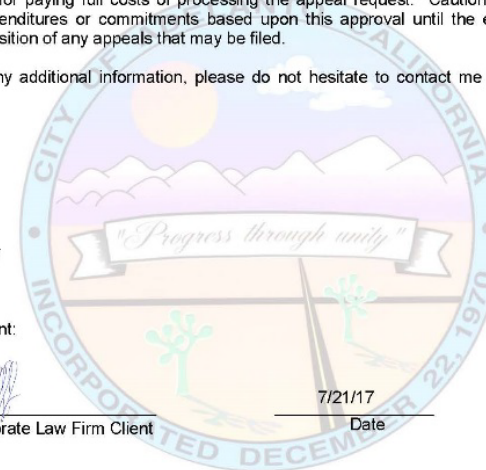 for paying full costs of processing the appeal request. Caution
enditures or commitments based upon this approval until the e
sition of any appeals that may be filed.
ny additional information, please do not hesitate to contact me
CITY OF CALIFORNIA
"Progress through unity"
INCORPORATED DECEMBER 22, 1970
nt:
7/21/17
rate Law Firm Client
Date